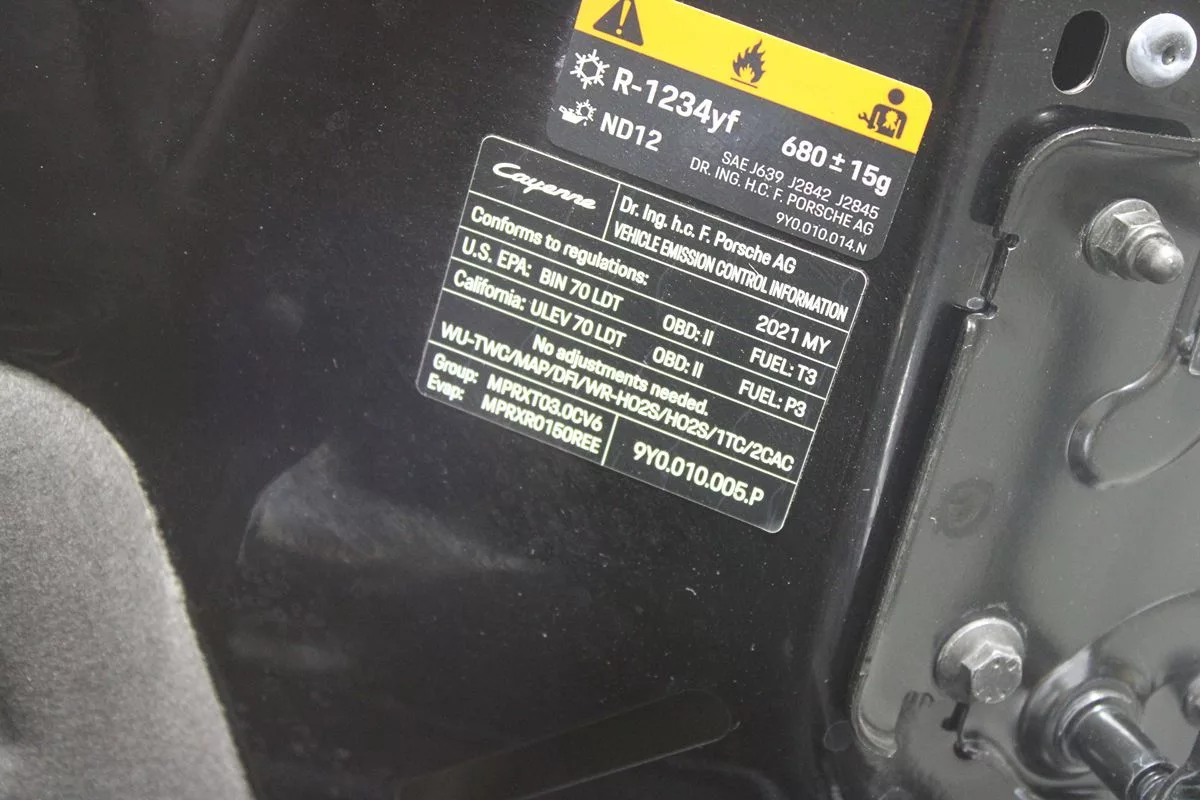 R-1234yf
680 ± 15g
ND12
SAE J639 J2842 J2845
DR. ING. H.C. F. PORSCHE AG
9Y0.010.014.N
Cayenne
Dr. Ing. h.c. F. Porsche AG
VEHICLE EMISSION CONTROL INFORMATION
Conforms to regulations: 2021 MY
U.S. EPA: BIN 70 LDT OBD: II FUEL: T3
California: ULEV 70 LDT OBD: II FUEL: P3
No adjustments needed.
WU-TWC/MAP/DFI/WR-HO2S/HO2S/1TC/2CAC
Group: MPRXT03.0CV6
Evap: MPRXR0150REE
9Y0.010.005.P